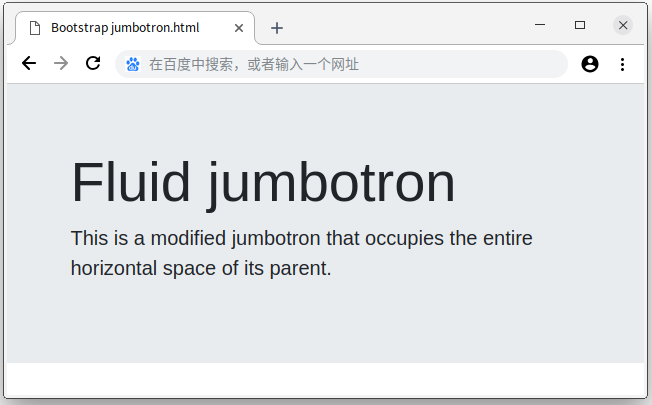 Bootstrap jumbotron.html
在百度中搜索，或者输入一个网址
Fluid jumbotron
This is a modified jumbotron that occupies the entire
horizontal space of its parent.